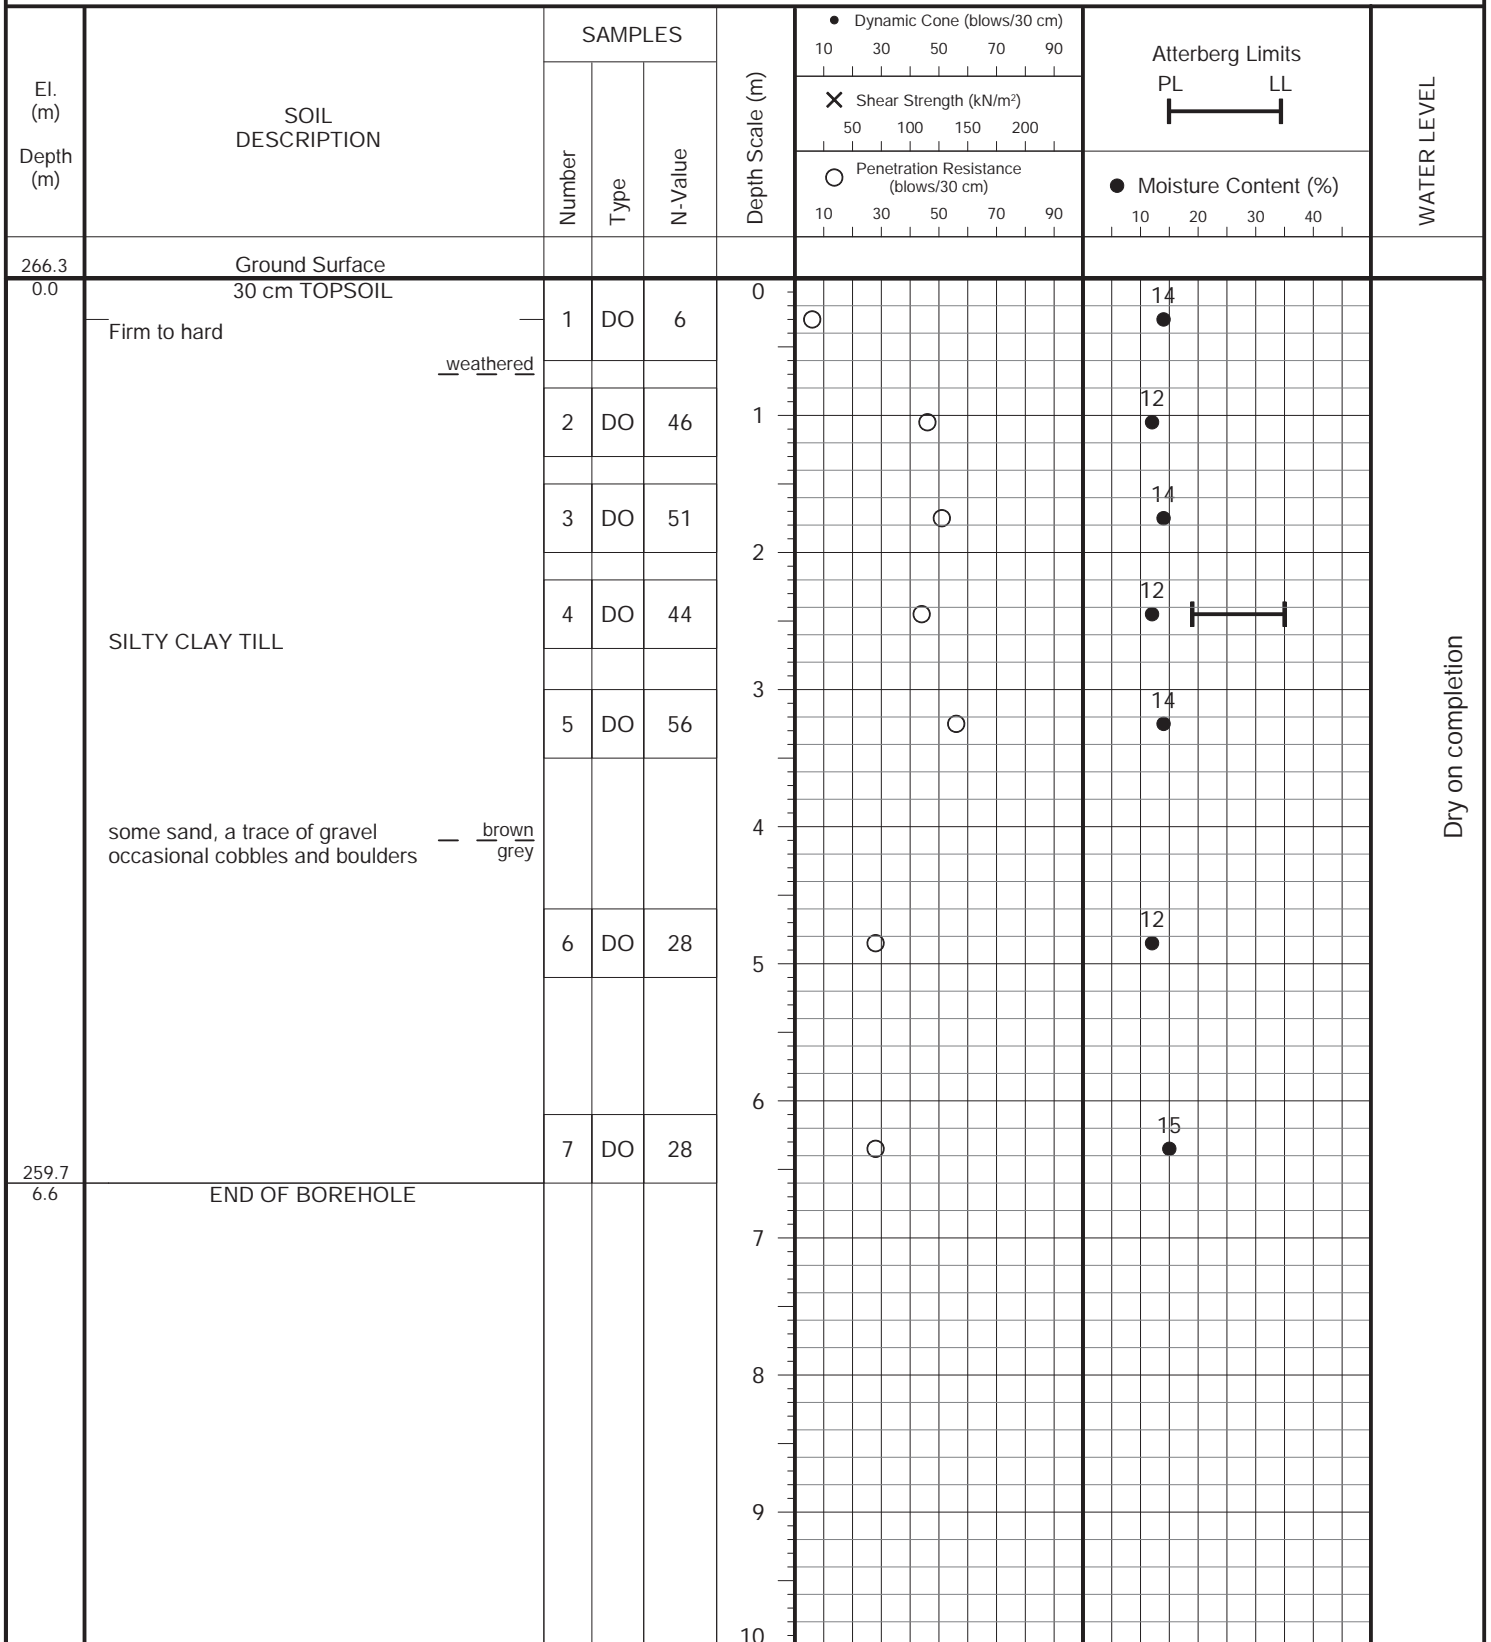 El.
(m)
Depth
(m)
SOIL
DESCRIPTION
SAMPLES
Number
Type
N-Value
Depth Scale (m)
Dynamic Cone (blows/30 cm)
10 30 50 70 90
Shear Strength (kN/m²)
50 100 150 200
Penetration Resistance
(blows/30 cm)
10 30 50 70 90
Atterberg Limits
PL LL
Moisture Content (%)
10 20 30 40
WATER LEVEL
266.3 Ground Surface
0.0 30 cm TOPSOIL 0
14
Firm to hard 1 DO 6
weathered
12
1
2 DO 46
14
3 DO 51
2
12
4 DO 44
SILTY CLAY TILL
3
14
5 DO 56
Dry on completion
4
some sand, a trace of gravel brown
occasional cobbles and boulders grey
12
6 DO 28
5
6
15
7 DO 28
259.7
6.6 END OF BOREHOLE
7
8
9
10